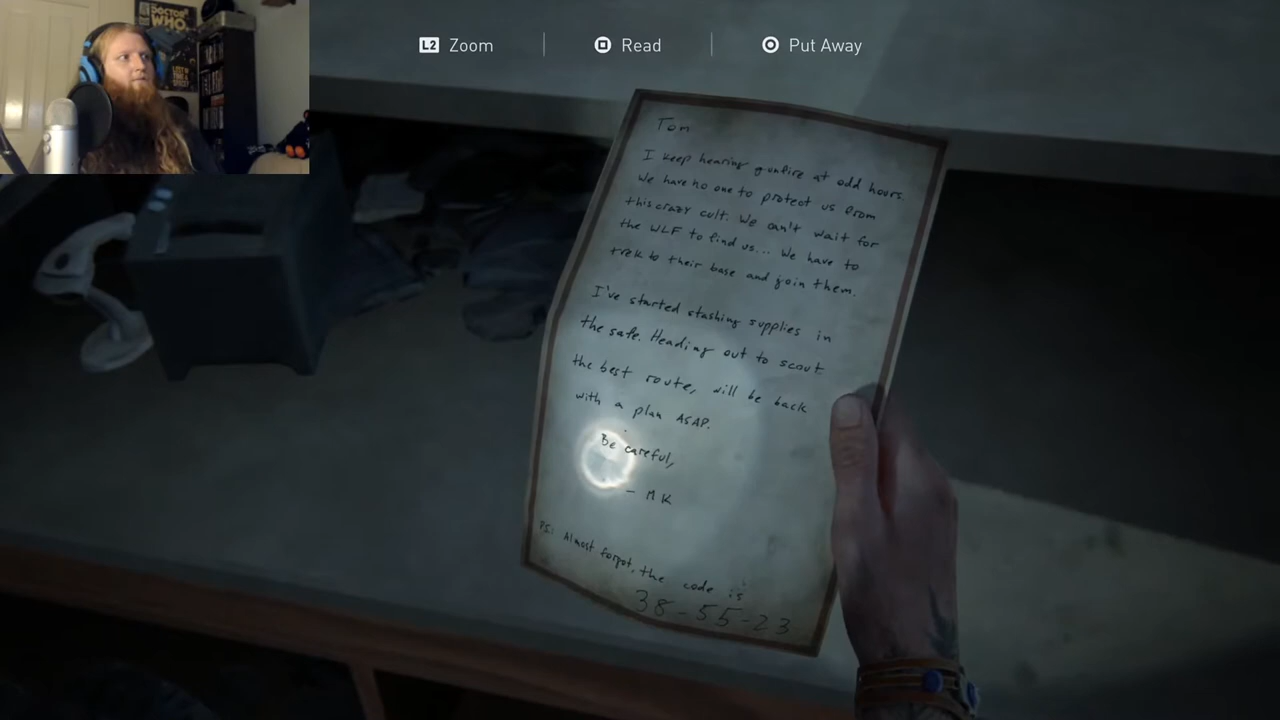 DOCTOR WHO
L2 Zoom
Read
Put Away
Tom
I keep hearing gunfire at odd hours.
We have no one to protect us from
this crazy cult. We can't wait for
the WLF to find us... We have to
trek to their base and join them.
I've started stashing supplies in
the safe. Heading out to scout
the best route, will be back
with a plan ASAP.
Be careful,
- MK
PS: Almost forgot, the code is
38-55-23